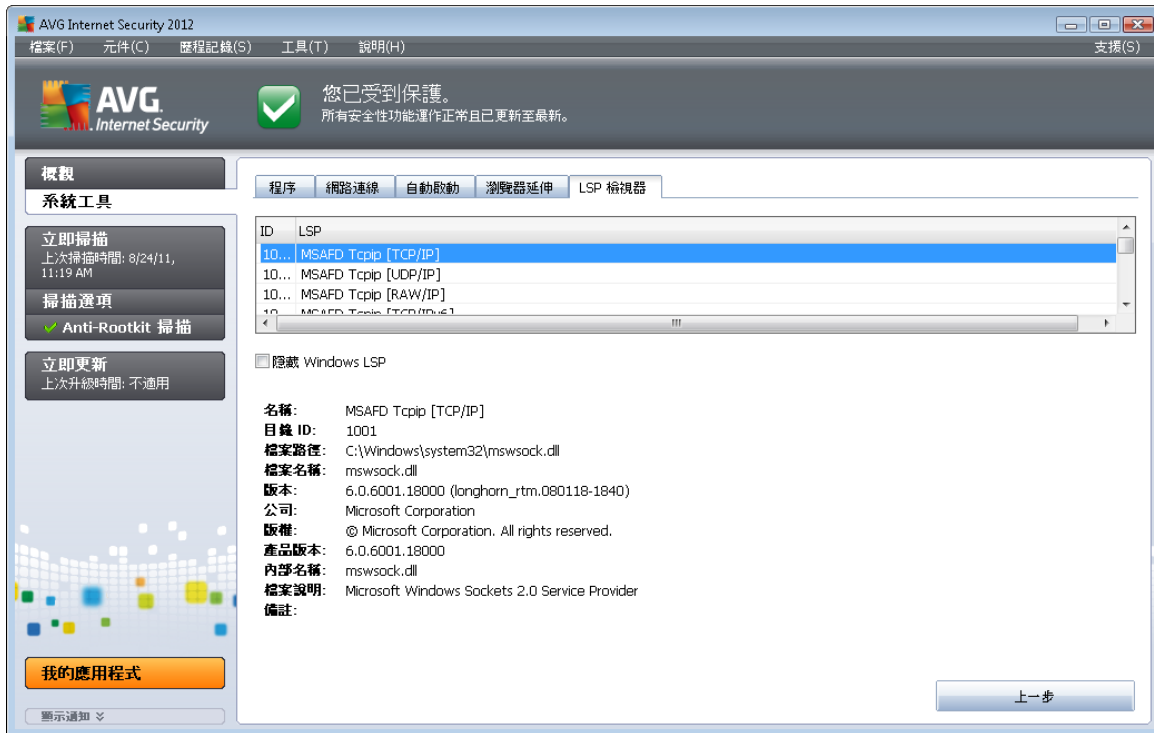 AVG Internet Security 2012
檔案(F) 元件(C) 歷程記錄(S) 工具(T) 說明(H) 支援(S)
AVG.
Internet Security
您已受到保護。
所有安全性功能運作正常且已更新至最新。
概觀
系統工具
立即掃描
上次掃描時間: 8/24/11,
11:19 AM
掃描選項
Anti-Rootkit 掃描
立即更新
上次升級時間: 不適用
我的應用程式
顯示通知
程序 網路連線 自動啟動 瀏覽器延伸 LSP 檢視器
ID LSP
10... MSAFD Tcpip [TCP/IP]
10... MSAFD Tcpip [UDP/IP]
10... MSAFD Tcpip [RAW/IP]
10... MSAFD Tcpip [TCP/IPv6]
隱藏 Windows LSP
名稱: MSAFD Tcpip [TCP/IP]
目錄 ID: 1001
檔案路徑: C:\Windows\system32\mswsock.dll
檔案名稱: mswsock.dll
版本: 6.0.6001.18000 (longhorn_rtm.080118-1840)
公司: Microsoft Corporation
版權: © Microsoft Corporation. All rights reserved.
產品版本: 6.0.6001.18000
內部名稱: mswsock.dll
檔案說明: Microsoft Windows Sockets 2.0 Service Provider
備註:
上一步